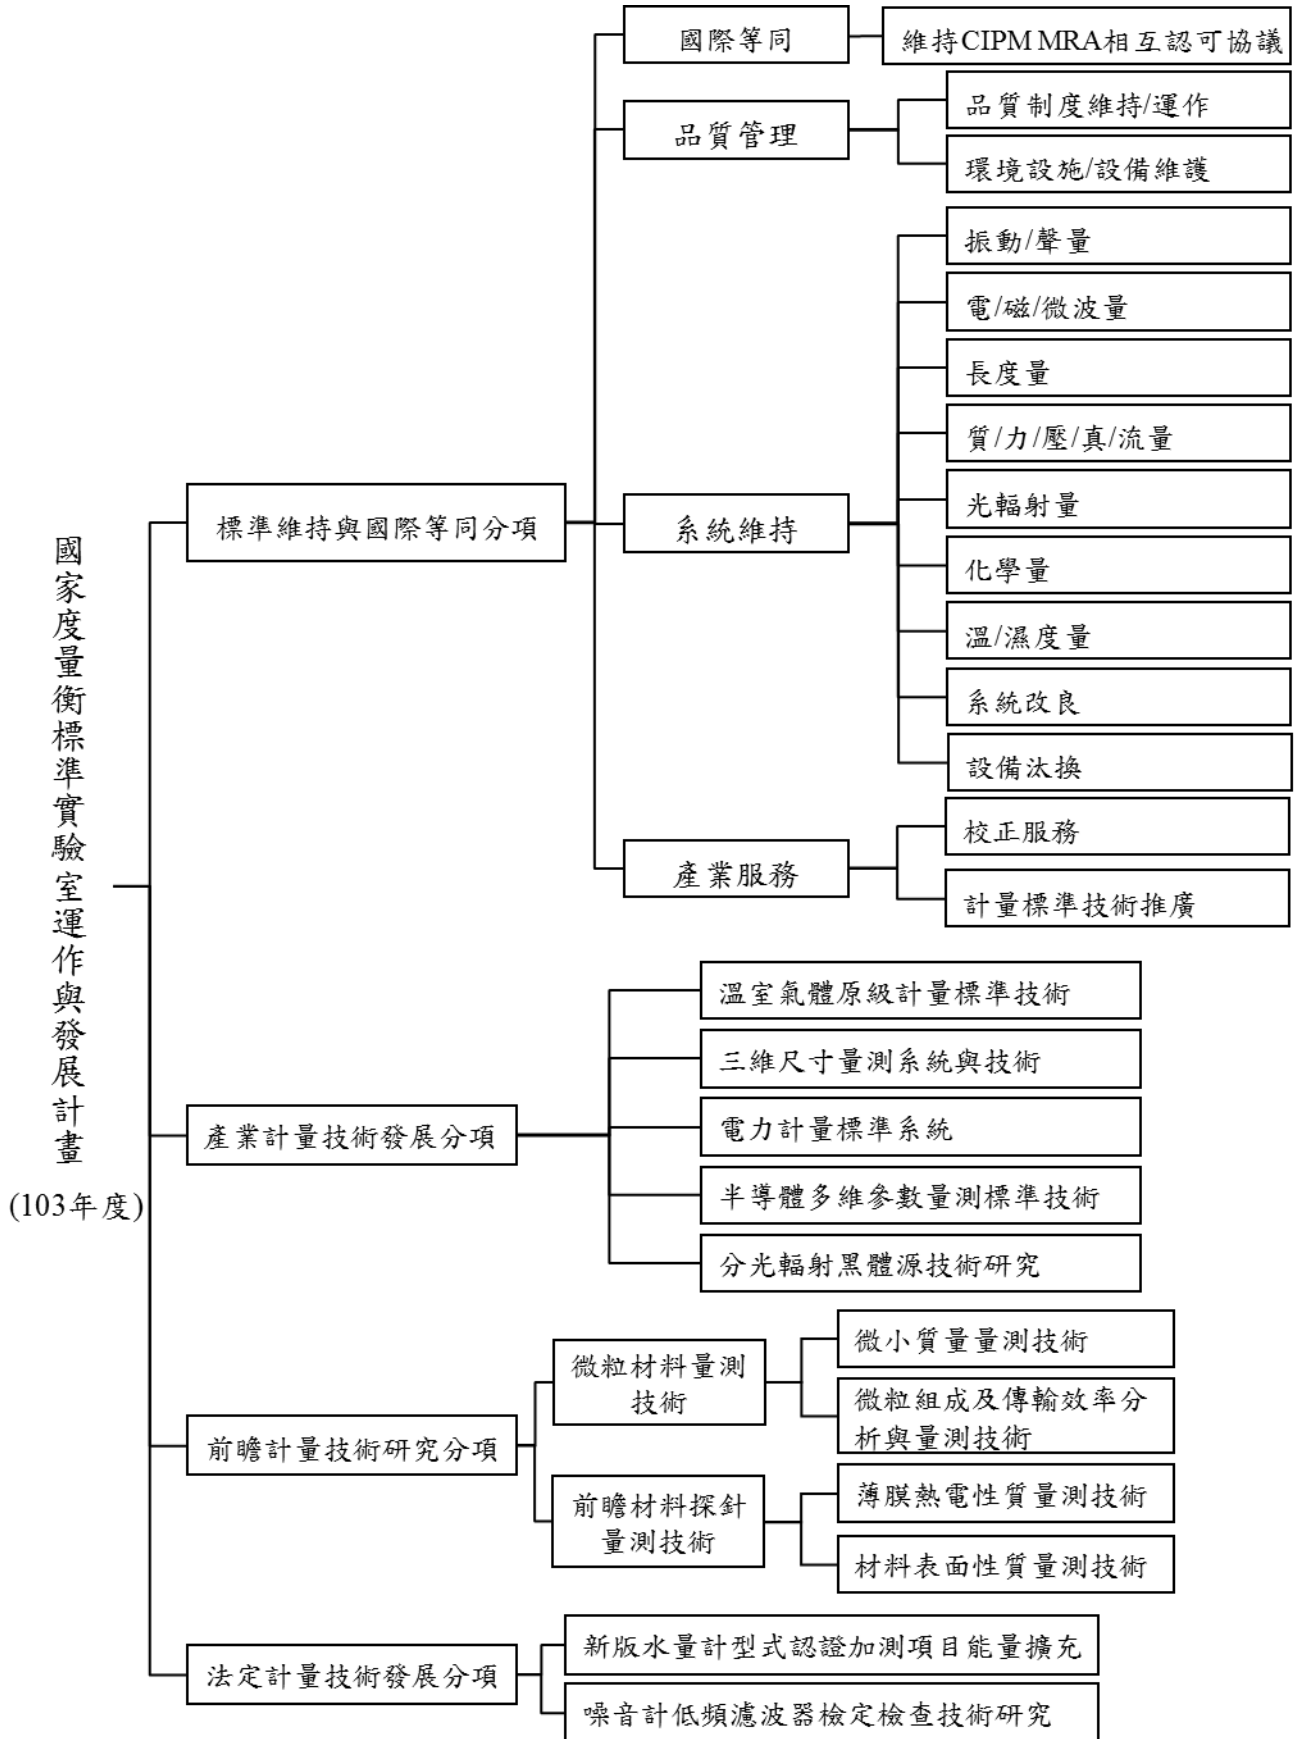 國家度量衡標準實驗室運作與發展計畫
(103年度)
標準維持與國際等同分項
國際等同
維持CIPM MRA相互認可協議
品質管理
品質制度維持/運作
環境設施/設備維護
系統維持
振動/聲量
電/磁/微波量
長度量
質/力/壓/真/流量
光輻射量
化學量
溫/濕度量
系統改良
設備汰換
產業服務
校正服務
計量標準技術推廣
產業計量技術發展分項
溫室氣體原級計量標準技術
三維尺寸量測系統與技術
電力計量標準系統
半導體多維參數量測標準技術
分光輻射黑體源技術研究
前瞻計量技術研究分項
微粒材料量測
技術
微小質量量測技術
微粒組成及傳輸效率分
析與量測技術
前瞻材料探針
量測技術
薄膜熱電性質量測技術
材料表面性質量測技術
法定計量技術發展分項
新版水量計型式認證加測項目能量擴充
噪音計低頻濾波器檢定檢查技術研究